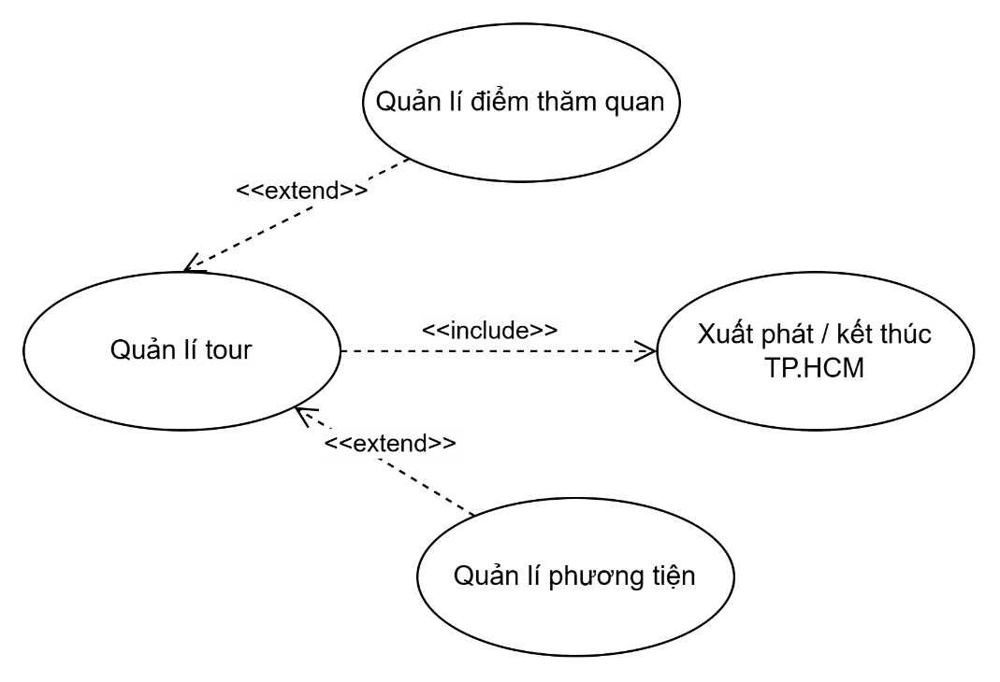 Quản lí điểm thăm quan
<<extend>>
Quản lí tour
<<include>>
Xuất phát / kết thúc
TP.HCM
<<extend>>
Quản lí phương tiện